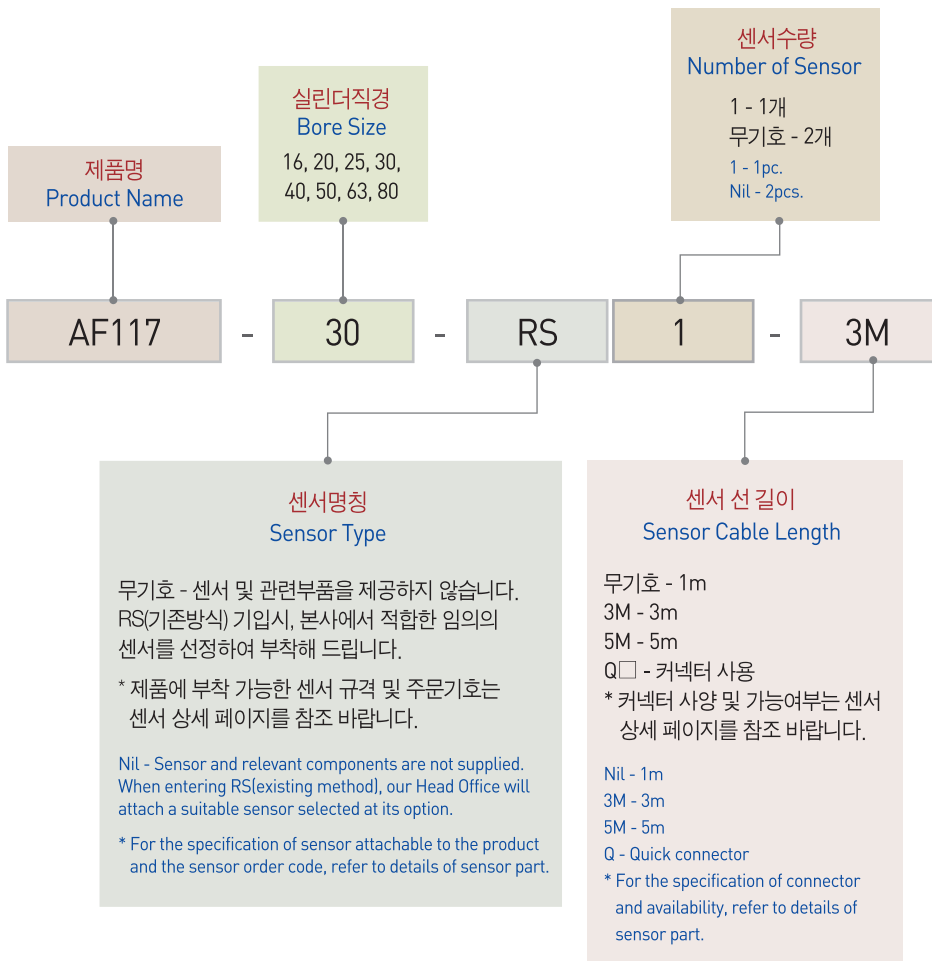 센서수량
Number of Sensor
1 - 1개
무기호 - 2개
1 - 1pc.
Nil - 2pcs.
실린더직경
Bore Size
16, 20, 25, 30,
40, 50, 63, 80
제품명
Product Name
AF117 - 30 - RS 1 - 3M
센서명칭
Sensor Type
무기호 - 센서 및 관련부품을 제공하지 않습니다.
RS(기존방식) 기입시, 본사에서 적합한 임의의
센서를 선정하여 부착해 드립니다.
* 제품에 부착 가능한 센서 규격 및 주문기호는
센서 상세 페이지를 참조 바랍니다.
Nil - Sensor and relevant components are not supplied.
When entering RS(existing method), our Head Office will
attach a suitable sensor selected at its option.
* For the specification of sensor attachable to the product
and the sensor order code, refer to details of sensor part.
센서 선 길이
Sensor Cable Length
무기호 - 1m
3M - 3m
5M - 5m
Q□ - 커넥터 사용
* 커넥터 사양 및 가능여부는 센서
상세 페이지를 참조 바랍니다.
Nil - 1m
3M - 3m
5M - 5m
Q - Quick connector
* For the specification of connector
and availability, refer to details of
sensor part.